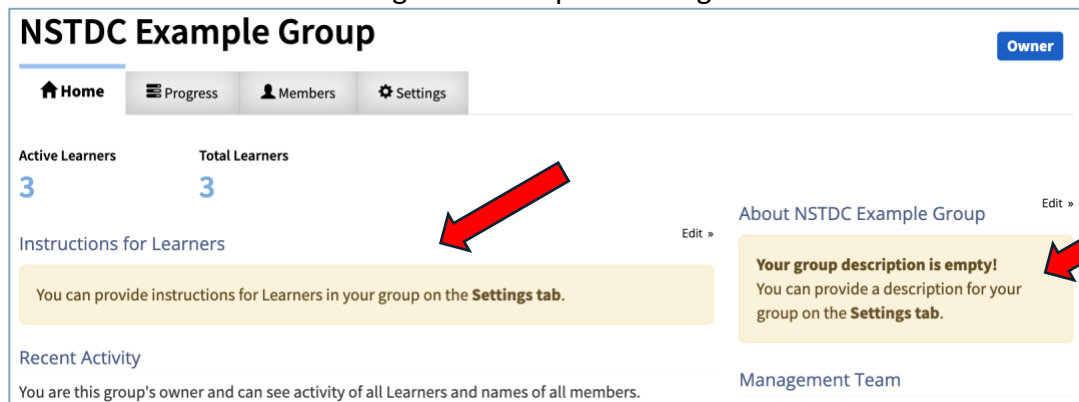 NSTDC Example Group
Owner
Home Progress Members Settings
Active Learners Total Learners
3 3
Instructions for Learners
Edit »
You can provide instructions for Learners in your group on the Settings tab.
Recent Activity
You are this group's owner and can see activity of all Learners and names of all members.
About NSTDC Example Group
Edit »
Your group description is empty!
You can provide a description for your
group on the Settings tab.
Management Team